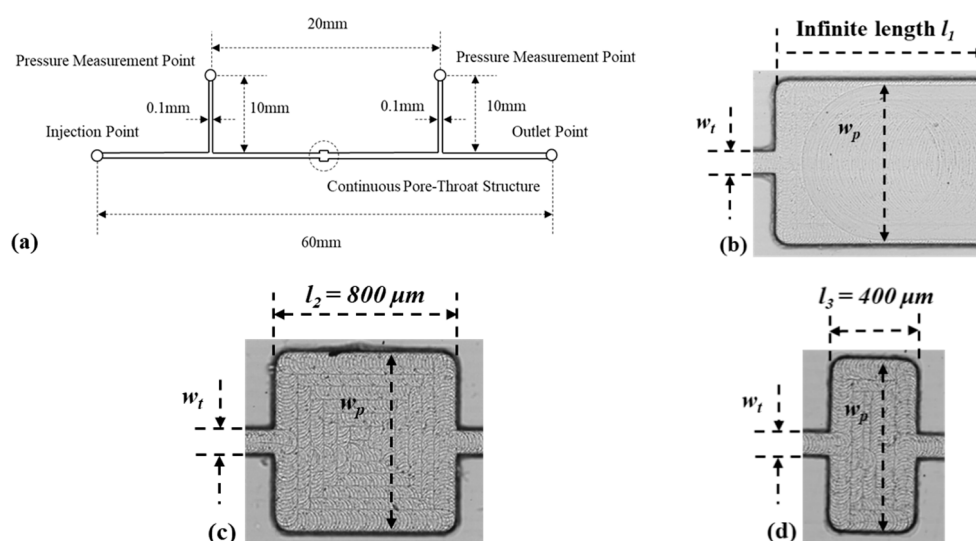 20mm
Pressure Measurement Point
Pressure Measurement Point
0.1mm
10mm
0.1mm
10mm
Injection Point
Outlet Point
Continuous Pore-Throat Structure
60mm
(a)
Infinite length l1
wt
wp
(b)
l2 = 800 μm
wt
wp
(c)
l3 = 400 μm
wt
wp
(d)